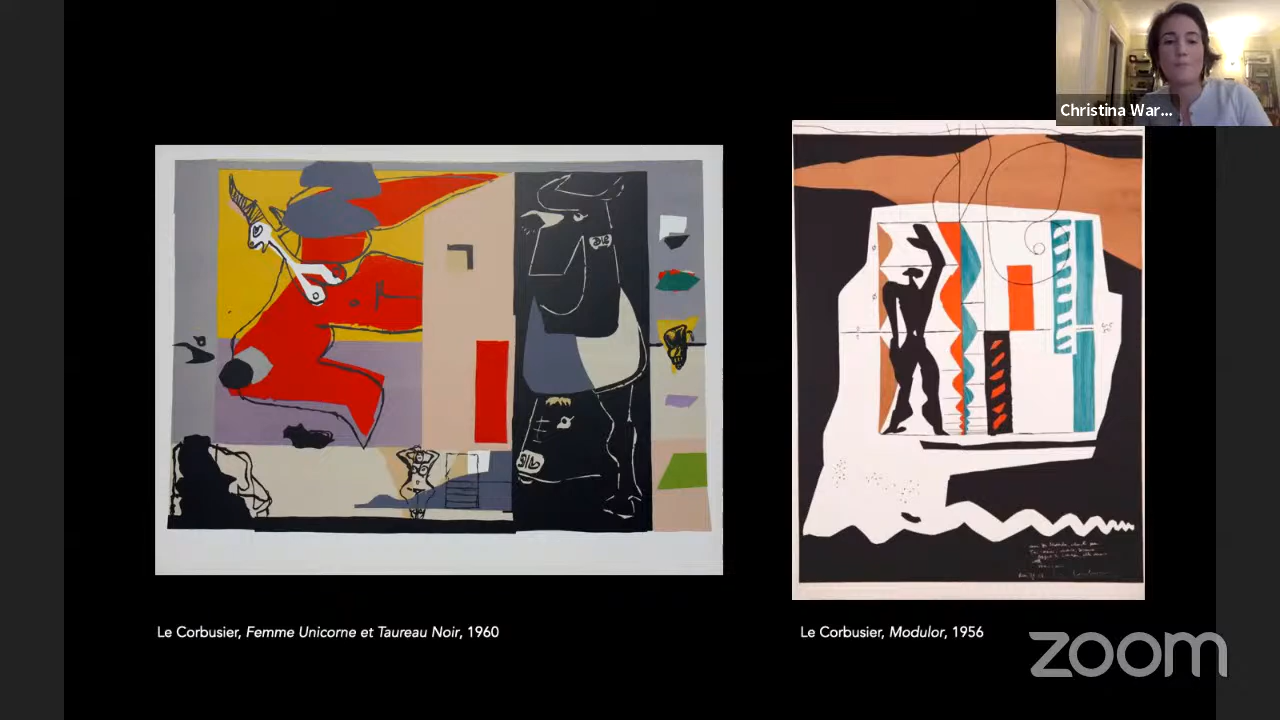 Christina War...
Le Corbusier, Femme Unicorne et Taureau Noir, 1960
Le Corbusier, Modulor, 1956
zoom